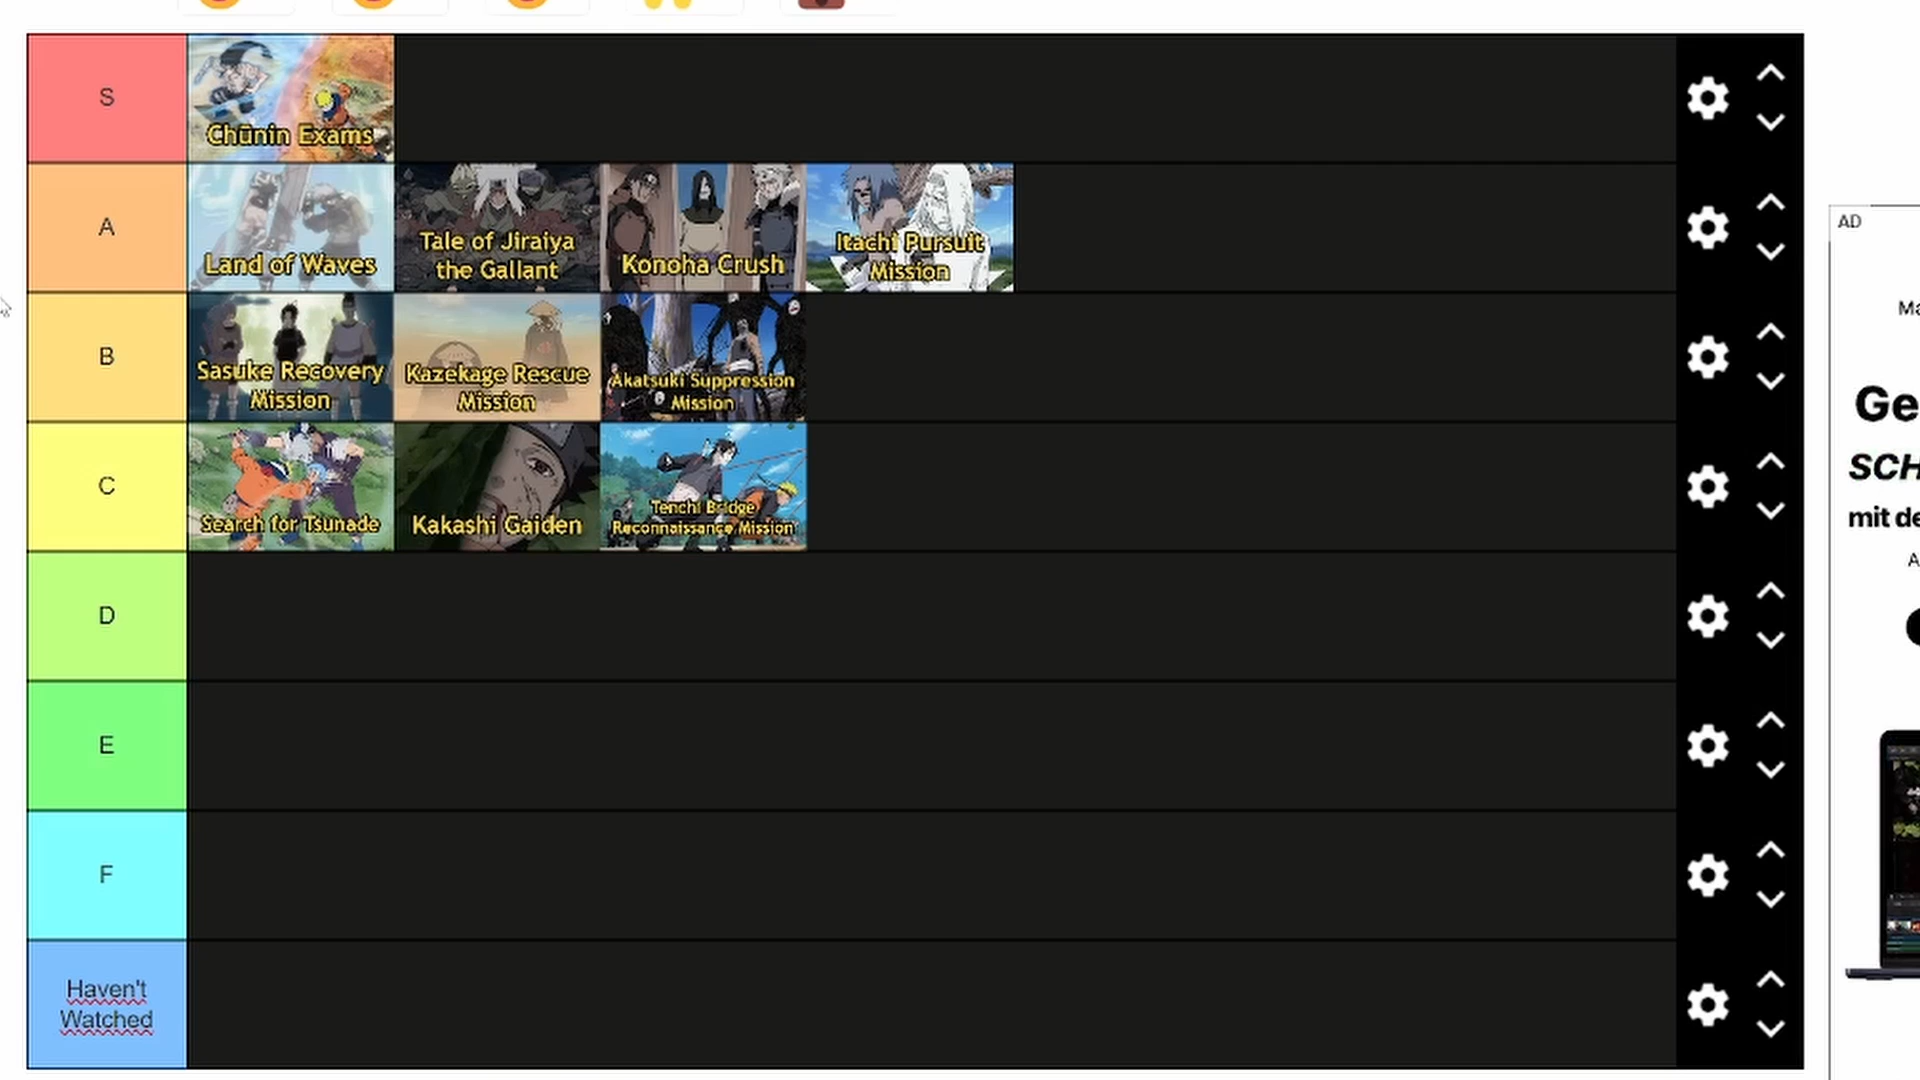 S
Chūnin Exams
A
Land of Waves
Tale of Jiraiya
the Gallant
Konoha Crush
Itachi Pursuit
Mission
B
Sasuke Recovery
Mission
Kazekage Rescue
Mission
Akatsuki Suppression
Mission
C
Search for Tsunade
Kakashi Gaiden
Tenchi Bridge
Reconnaissance Mission
D
E
F
Haven't
Watched
AD
Ma
Ge
SCH
mit de
A